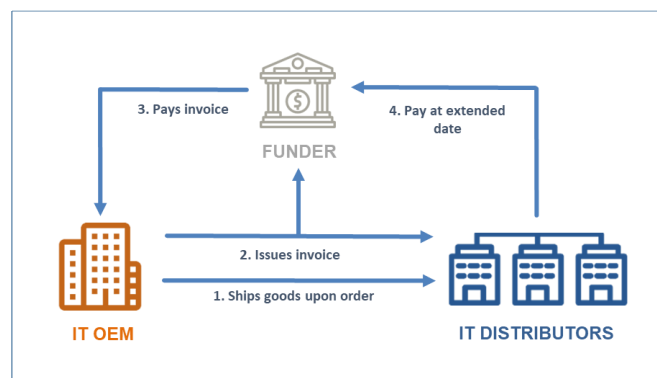 3. Pays invoice
4. Pay at extended
date
$
FUNDER
2. Issues invoice
1. Ships goods upon order
IT OEM
IT DISTRIBUTORS